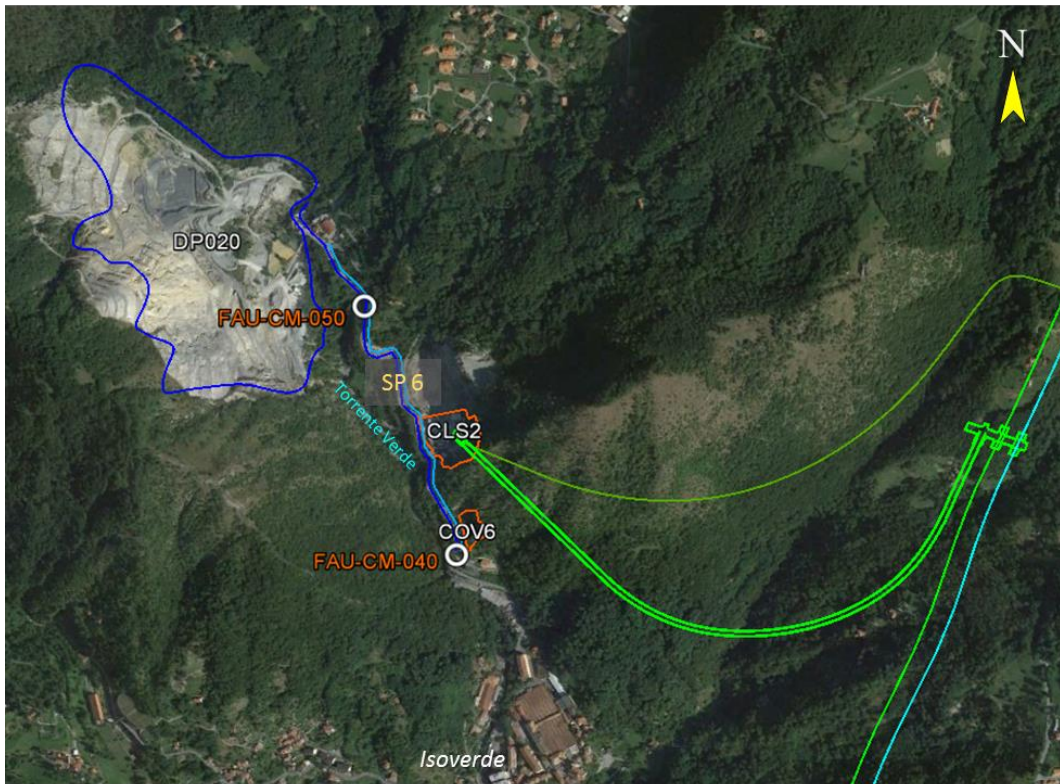 N
DP020
FAU-CM-050
SP 6
Torrente Verde
CLS2
COV6
FAU-CM-040
Isoverde